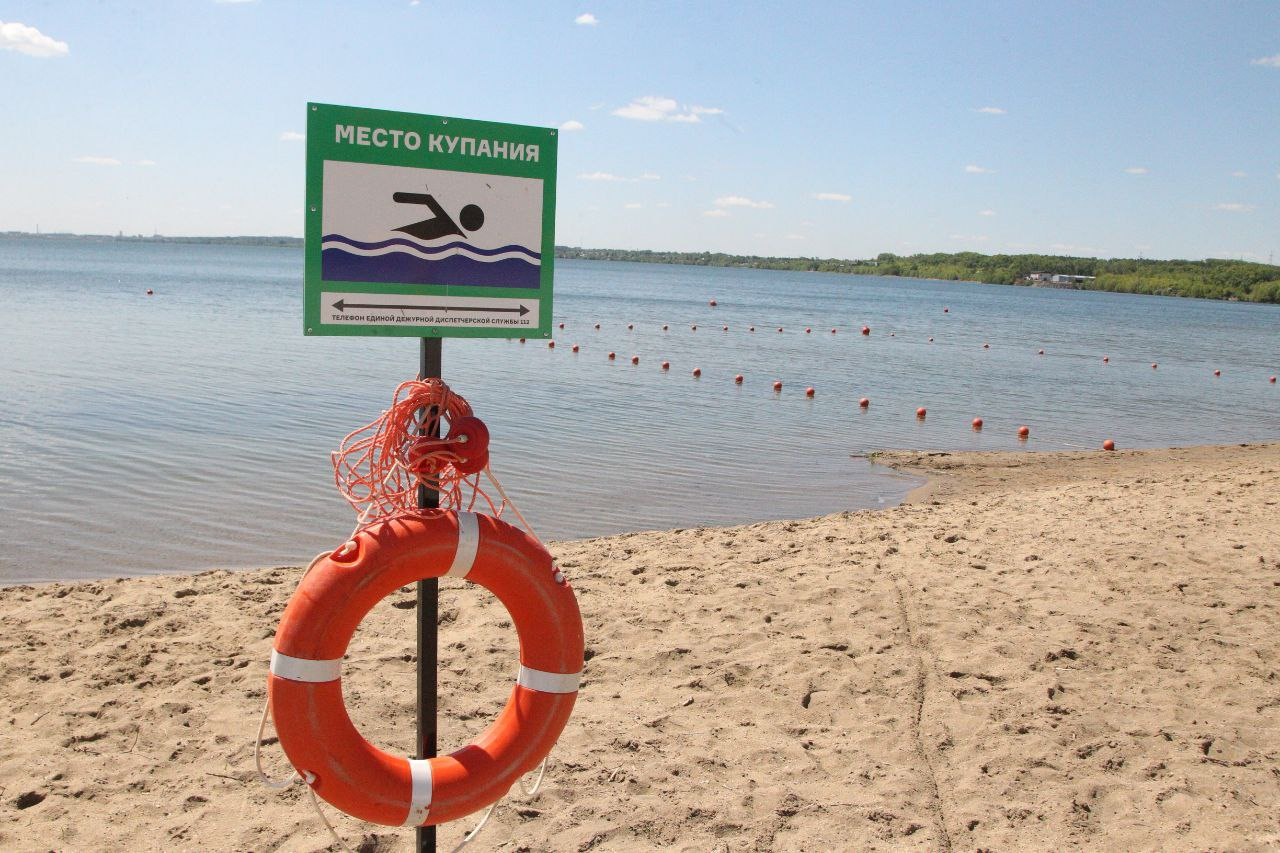 МЕСТО КУПАНИЯ
ТЕЛЕФОН ЕДИНОЙ ДЕЖУРНОЙ ДИСПЕТЧЕРСКОЙ СЛУЖБЫ 112